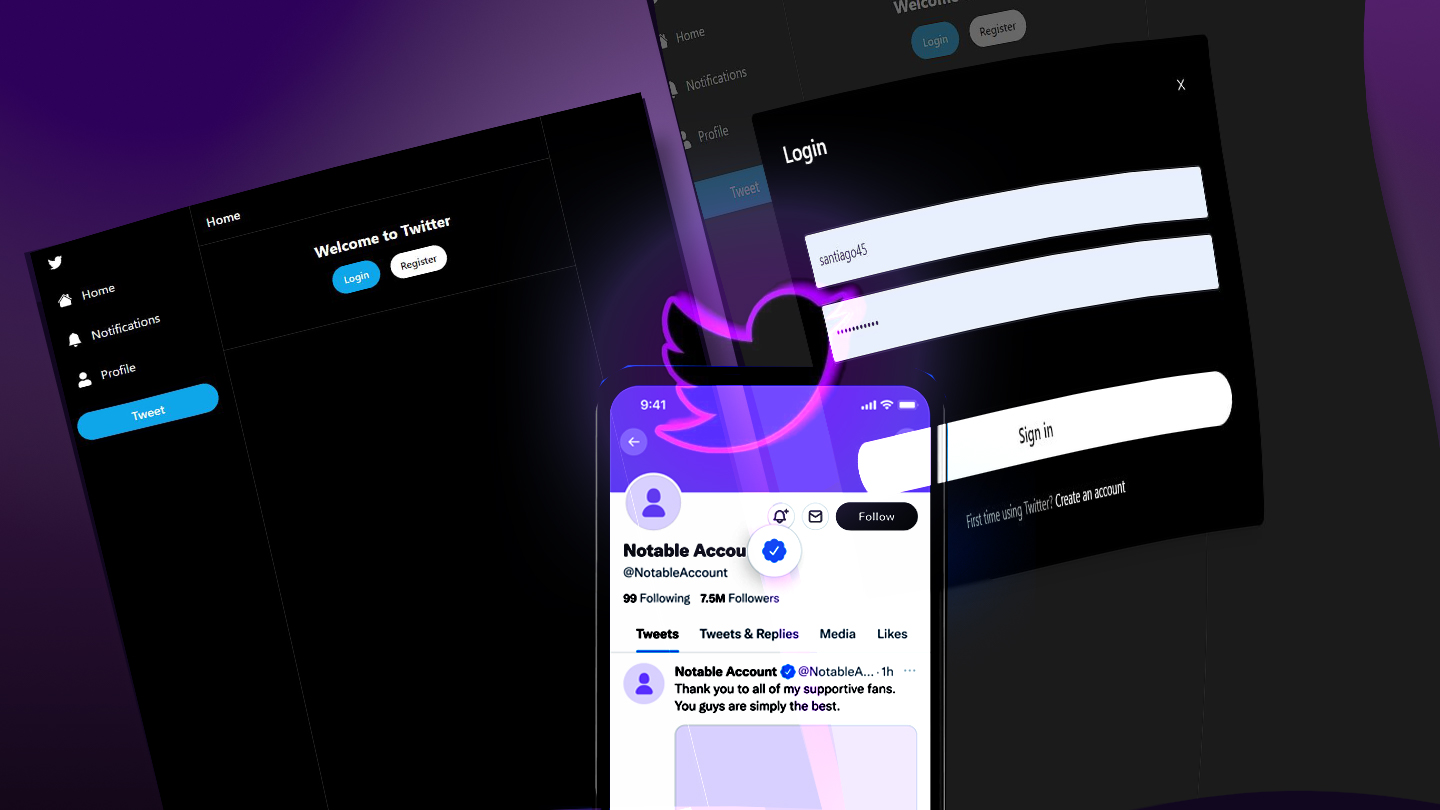 Home
Welcome to Twitter
Login
Register
Home
Notifications
Profile
Tweet
Home
Notifications
Profile
Tweet
Login
Register
X
Login
santiago45
•••••••••••
Sign in
First time using Twitter? Create an account
9:41
Follow
Notable Accou
@NotableAccount
99 Following 7.5M Followers
Tweets Tweets & Replies Media Likes
Notable Account @NotableA... · 1h ...
Thank you to all of my supportive fans.
You guys are simply the best.